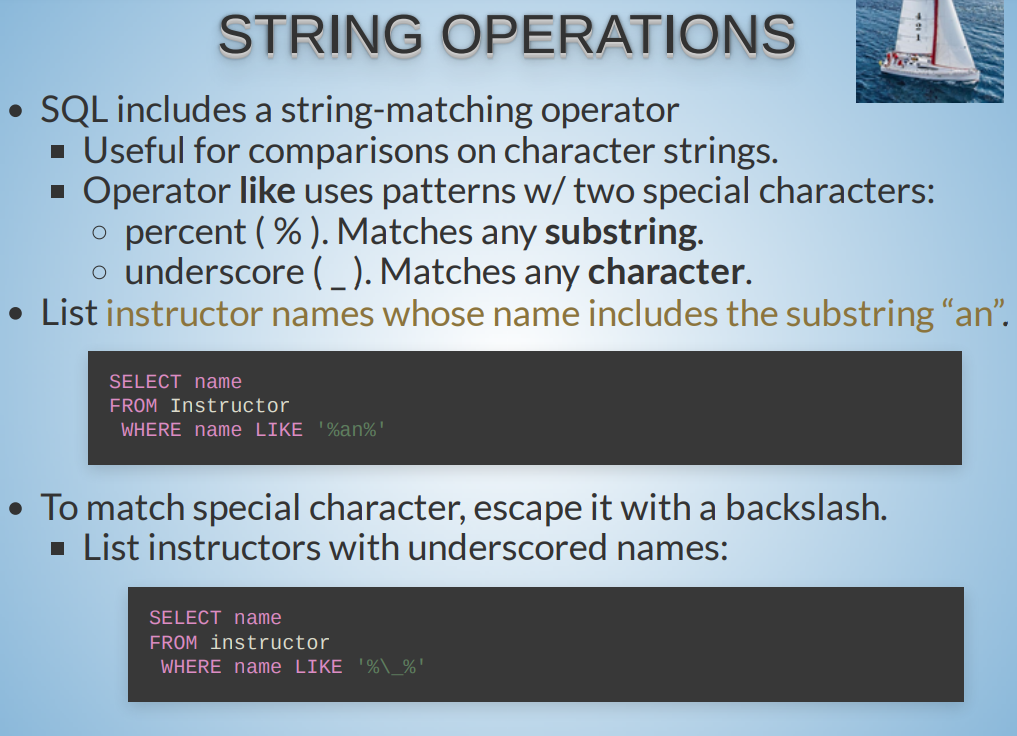 STRING OPERATIONS
421
SQL includes a string-matching operator
Useful for comparisons on character strings.
Operator like uses patterns w/ two special characters:
percent ( % ). Matches any substring.
underscore ( _ ). Matches any character.
List instructor names whose name includes the substring “an”.
SELECT name
FROM Instructor
WHERE name LIKE '%an%'
To match special character, escape it with a backslash.
List instructors with underscored names:
SELECT name
FROM instructor
WHERE name LIKE '%\_%'